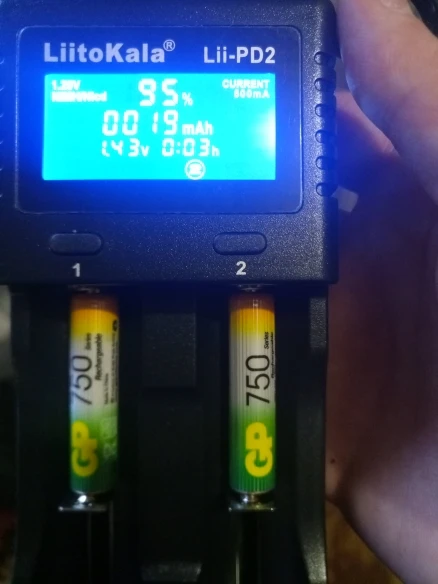 LiitoKala® Lii-PD2
1.20V 95% CURRENT
500mA
0019 mAh
1.43v 0:03h
1 2
GP 750 Series
Rechargeable
GP 750 Series